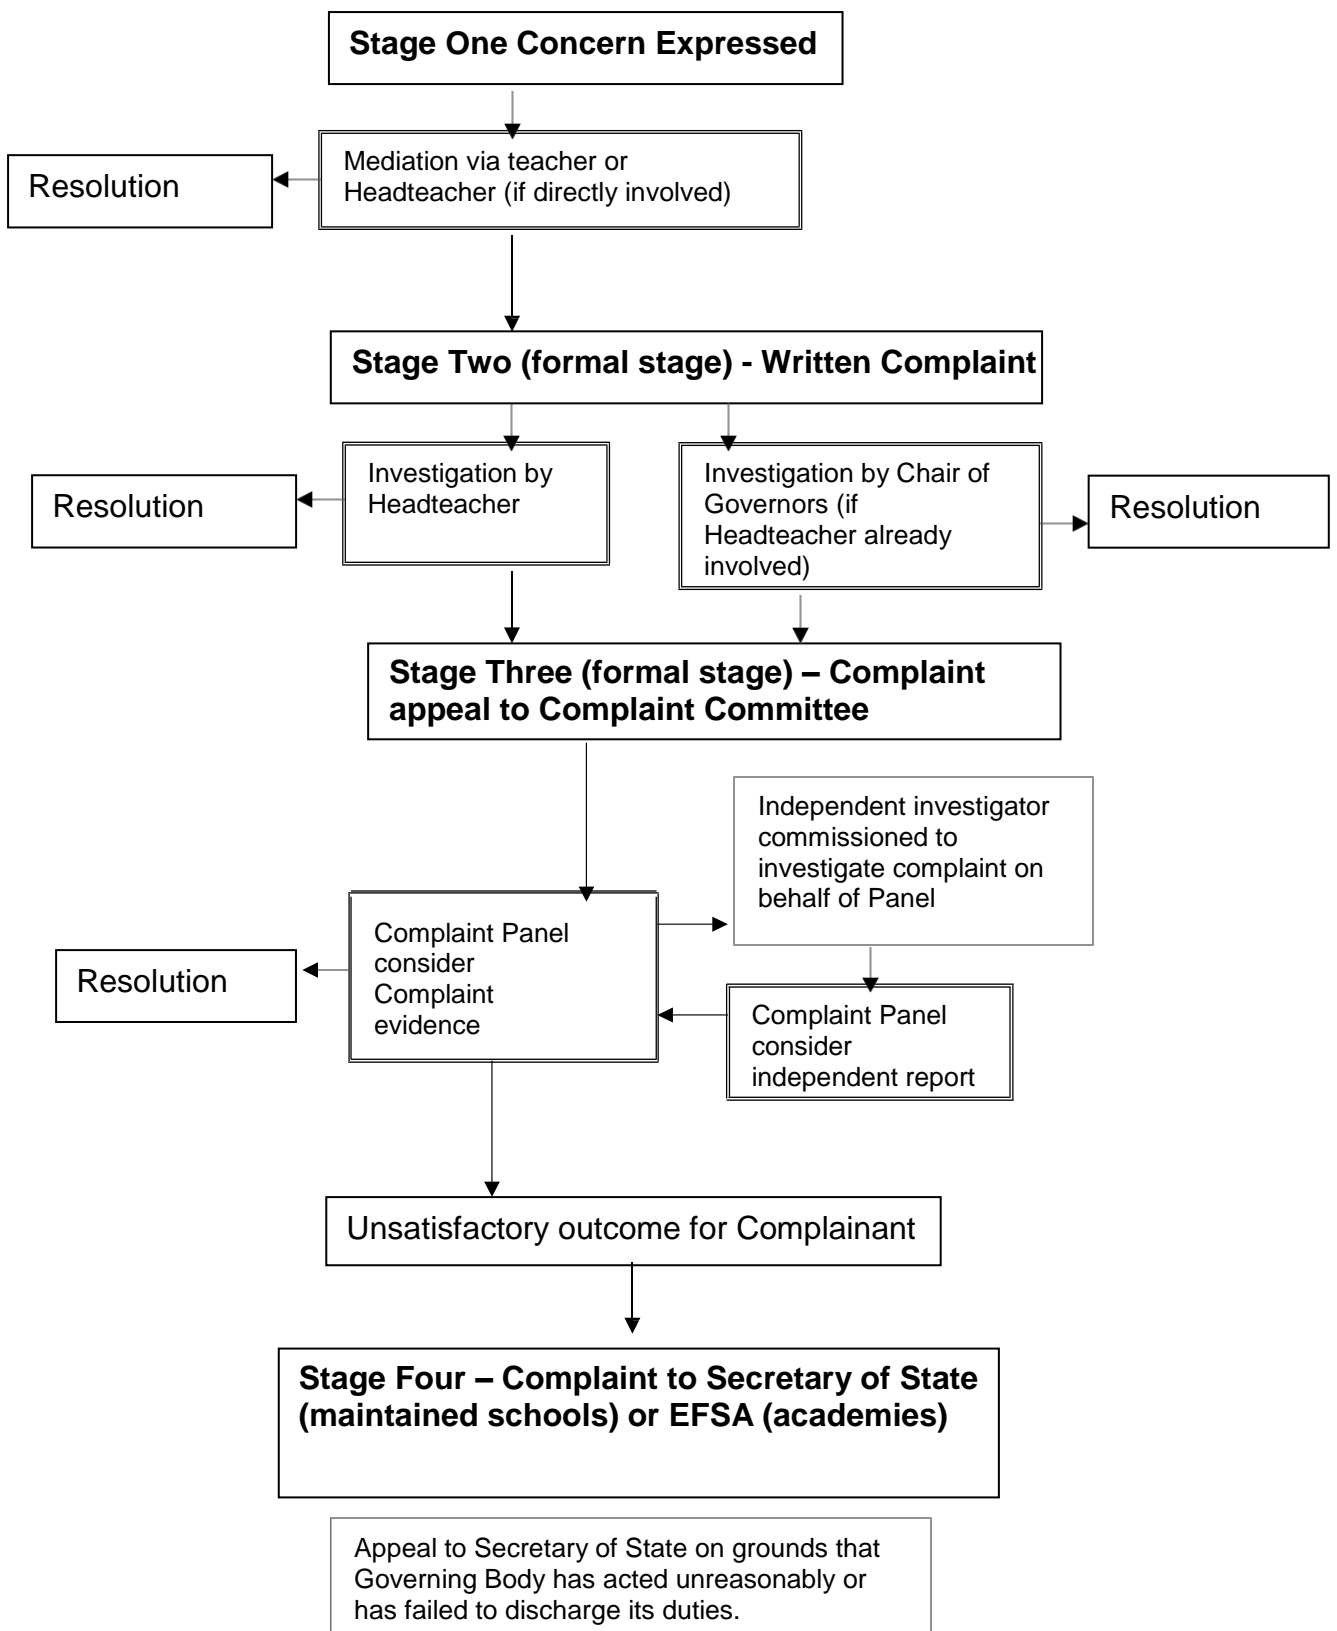 Stage One Concern Expressed
Mediation via teacher or
Headteacher (if directly involved)
Resolution
Stage Two (formal stage) - Written Complaint
Investigation by
Headteacher
Resolution
Investigation by Chair of
Governors (if
Headteacher already
involved)
Resolution
Stage Three (formal stage) – Complaint
appeal to Complaint Committee
Independent investigator
commissioned to
investigate complaint on
behalf of Panel
Complaint Panel
consider
Complaint
evidence
Resolution
Complaint Panel
consider
independent report
Unsatisfactory outcome for Complainant
Stage Four – Complaint to Secretary of State
(maintained schools) or EFSA (academies)
Appeal to Secretary of State on grounds that
Governing Body has acted unreasonably or
has failed to discharge its duties.